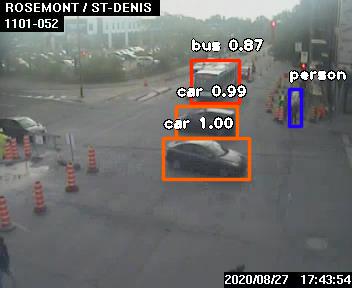 ROSEMONT / ST-DENIS
1101-052
bus 0.87
person
car 0.99
car 1.00
2020/08/27 17:43:54